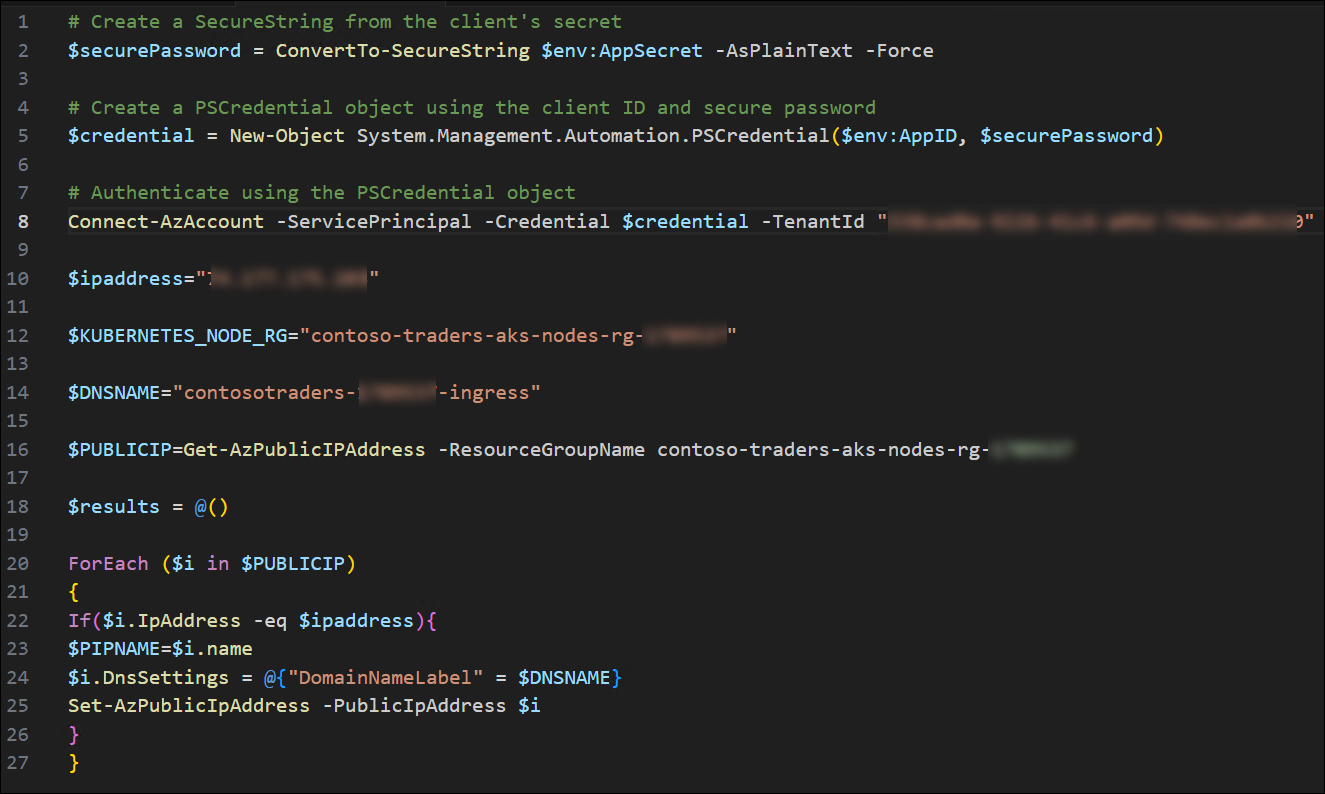 1 # Create a SecureString from the client's secret
2 $securePassword = ConvertTo-SecureString $env:AppSecret -AsPlainText -Force
3
4 # Create a PSCredential object using the client ID and secure password
5 $credential = New-Object System.Management.Automation.PSCredential($env:AppID, $securePassword)
6
7 # Authenticate using the PSCredential object
8 Connect-AzAccount -ServicePrincipal -Credential $credential -TenantId "0"
9
10 $ipaddress="7"
11
12 $KUBERNETES_NODE_RG="contoso-traders-aks-nodes-rg-"
13
14 $DNSNAME="contosotraders--ingress"
15
16 $PUBLICIP=Get-AzPublicIPAddress -ResourceGroupName contoso-traders-aks-nodes-rg-
17
18 $results = @()
19
20 ForEach ($i in $PUBLICIP)
21 {
22 If($i.IpAddress -eq $ipaddress){
23 $PIPNAME=$i.name
24 $i.DnsSettings = @{"DomainNameLabel" = $DNSNAME}
25 Set-AzPublicIpAddress -PublicIpAddress $i
26 }
27 }